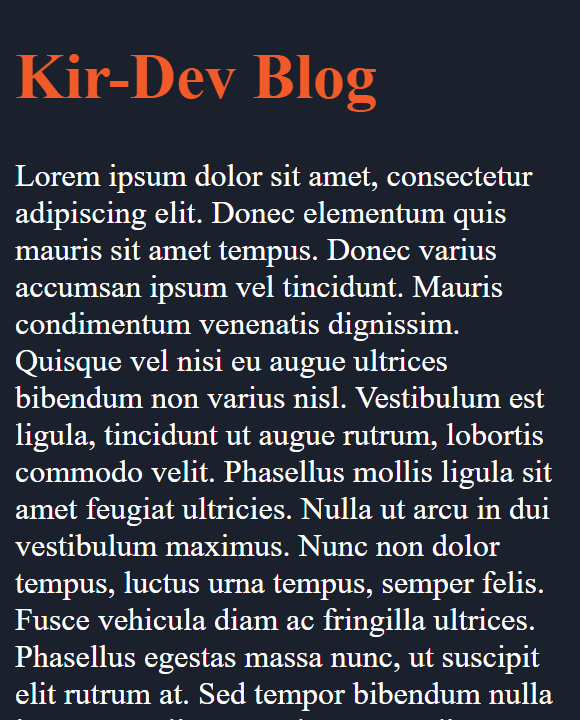 Kir-Dev Blog
Lorem ipsum dolor sit amet, consectetur
adipiscing elit. Donec elementum quis
mauris sit amet tempus. Donec varius
accumsan ipsum vel tincidunt. Mauris
condimentum venenatis dignissim.
Quisque vel nisi eu augue ultrices
bibendum non varius nisl. Vestibulum est
ligula, tincidunt ut augue rutrum, lobortis
commodo velit. Phasellus mollis ligula sit
amet feugiat ultricies. Nulla ut arcu in dui
vestibulum maximus. Nunc non dolor
tempus, luctus urna tempus, semper felis.
Fusce vehicula diam ac fringilla ultrices.
Phasellus egestas massa nunc, ut suscipit
elit rutrum at. Sed tempor bibendum nulla